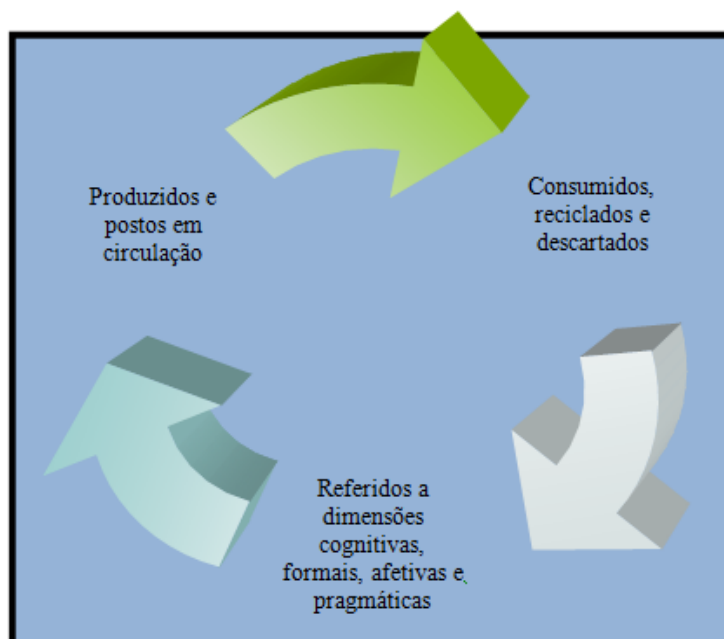 Produzidos e
postos em
circulação
Consumidos,
reciclados e
descartados
Referidos a
dimensões
cognitivas,
formais, afetivas e
pragmáticas